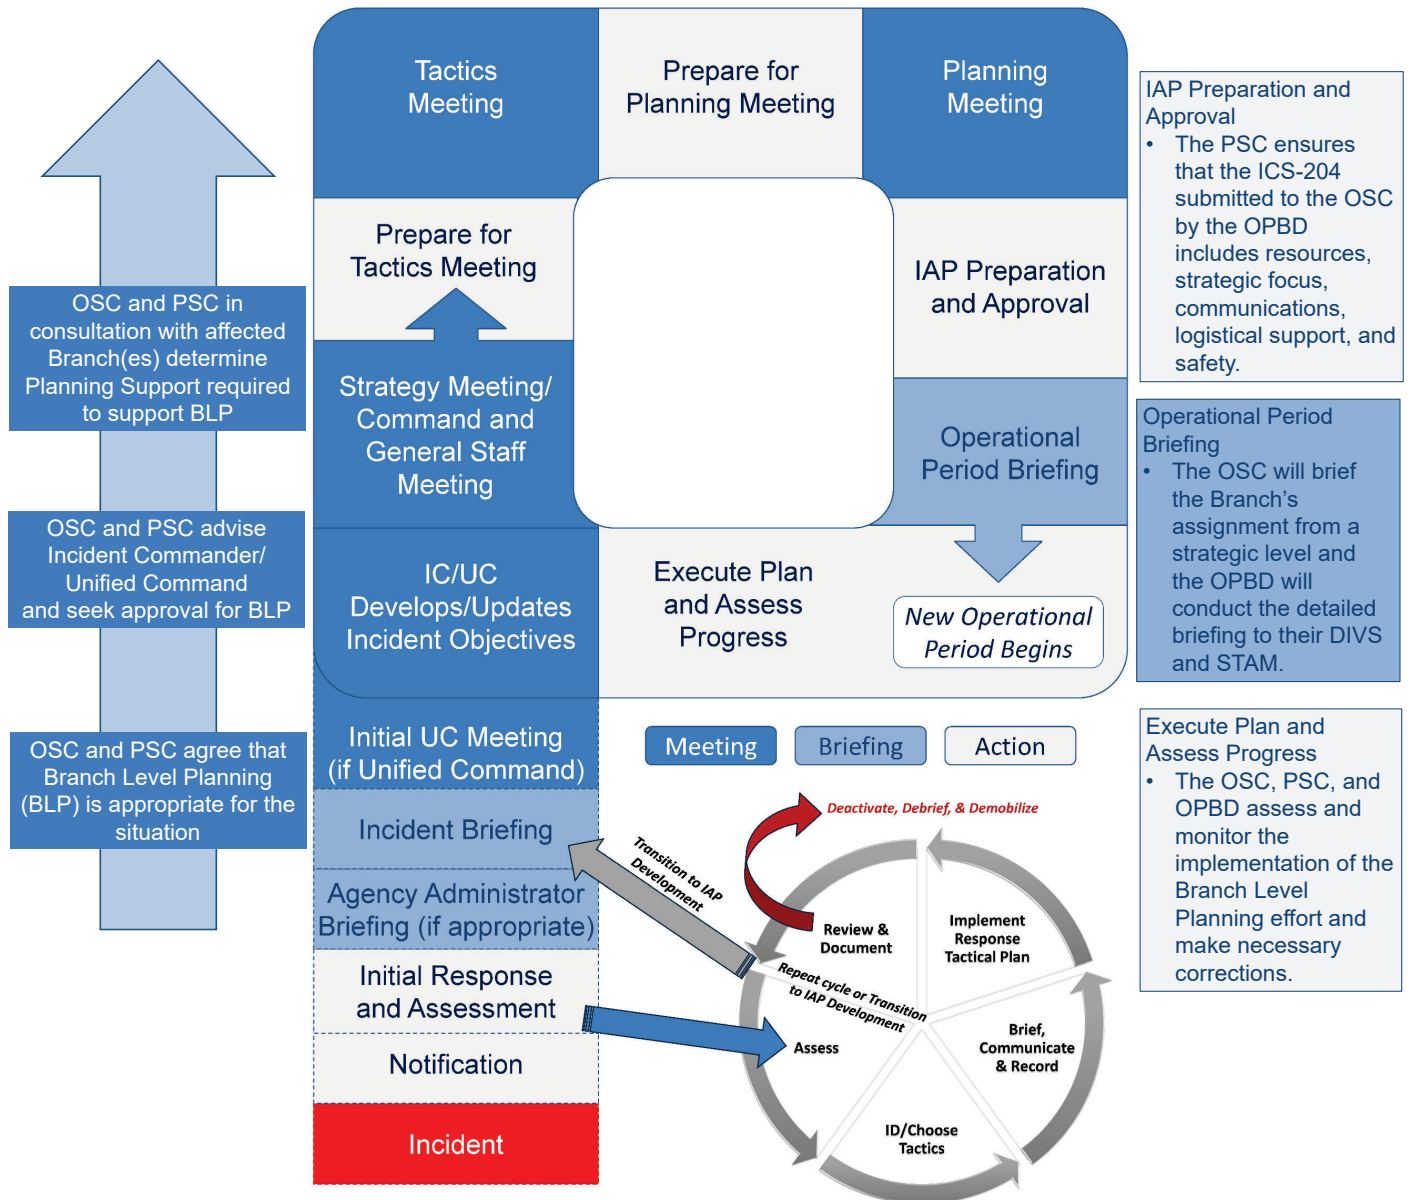 Tactics
Meeting
Prepare for
Planning Meeting
Planning
Meeting
Prepare for
Tactics Meeting
IAP Preparation
and Approval
Strategy Meeting/
Command and
General Staff
Meeting
Operational
Period Briefing
IC/UC
Develops/Updates
Incident Objectives
Execute Plan
and Assess
Progress
New Operational
Period Begins
Initial UC Meeting
(if Unified Command)
Incident Briefing
Agency Administrator
Briefing (if appropriate)
Initial Response
and Assessment
Notification
Incident
OSC and PSC in
consultation with affected
Branch(es) determine
Planning Support required
to support BLP
OSC and PSC advise
Incident Commander/
Unified Command
and seek approval for BLP
OSC and PSC agree that
Branch Level Planning
(BLP) is appropriate for the
situation
Meeting
Briefing
Action
Deactivate, Debrief, & Demobilize
Transition to IAP
Development
Review &
Document
Implement
Response
Tactical Plan
Repeat cycle or Transition
to IAP Development
Assess
Brief,
Communicate
& Record
ID/Choose
Tactics
IAP Preparation and
Approval
• The PSC ensures
that the ICS-204
submitted to the OSC
by the OPBD
includes resources,
strategic focus,
communications,
logistical support, and
safety.
Operational Period
Briefing
• The OSC will brief
the Branch’s
assignment from a
strategic level and
the OPBD will
conduct the detailed
briefing to their DIVS
and STAM.
Execute Plan and
Assess Progress
• The OSC, PSC, and
OPBD assess and
monitor the
implementation of the
Branch Level
Planning effort and
make necessary
corrections.